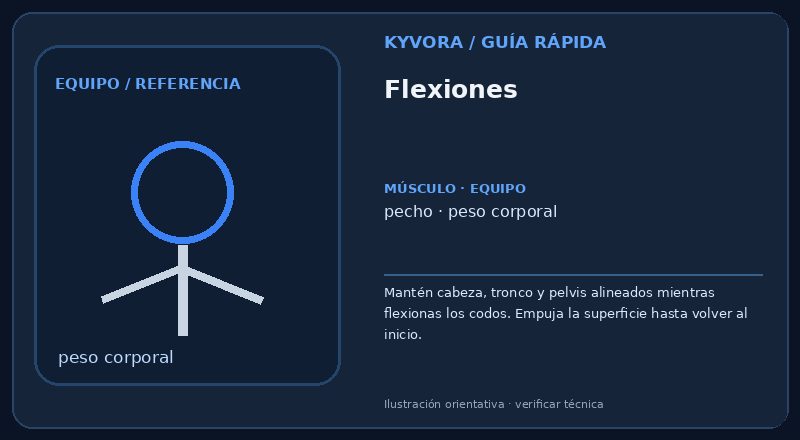 EQUIPO / REFERENCIA
peso corporal
KYVORA / GUÍA RÁPIDA
Flexiones
MÚSCULO · EQUIPO
pecho · peso corporal
Mantén cabeza, tronco y pelvis alineados mientras
flexionas los codos. Empuja la superficie hasta volver al
inicio.
Ilustración orientativa · verificar técnica